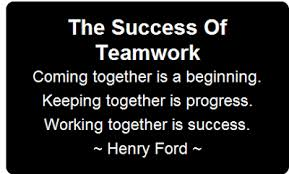 The Success Of
Teamwork
Coming together is a beginning.
Keeping together is progress.
Working together is success.
~ Henry Ford ~